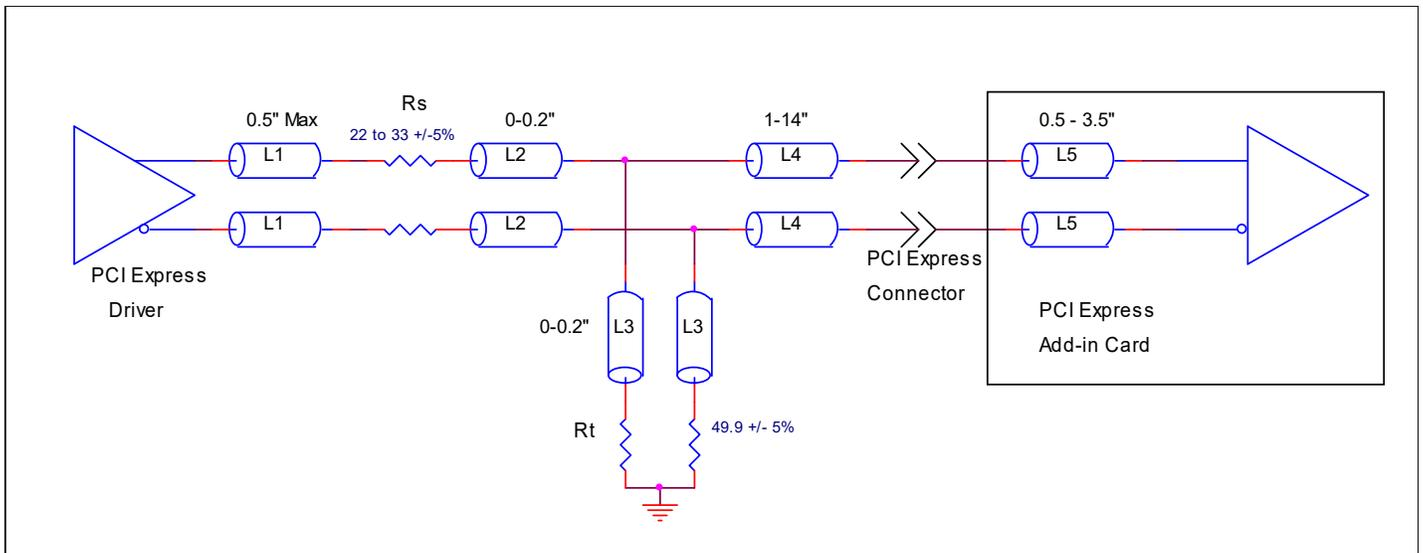 Rs
0.5" Max
22 to 33 +/-5%
0-0.2"
1-14"
0.5 - 3.5"
L1
L2
L4
L5
L1
L2
L4
L5
PCI Express
Driver
PCI Express
Connector
PCI Express
Add-in Card
0-0.2"
L3
L3
Rt
49.9 +/- 5%